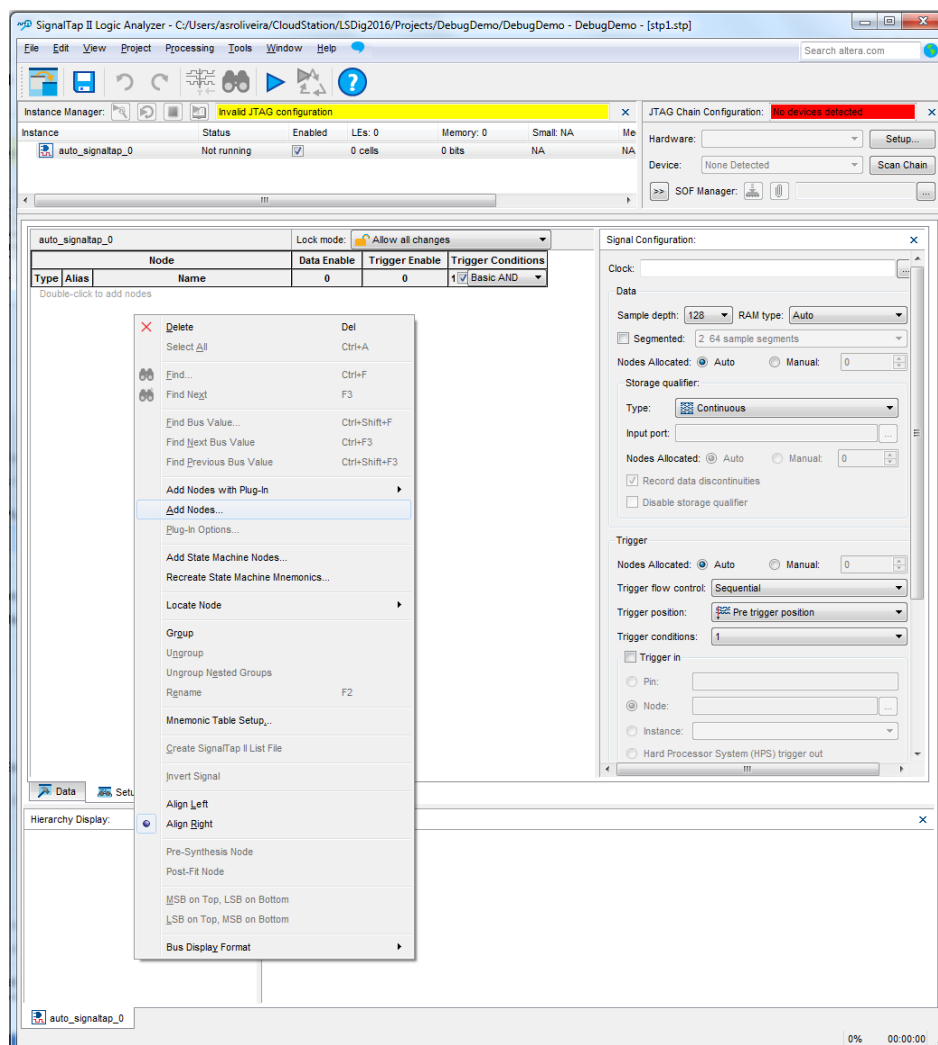 SignalTap II Logic Analyzer - C:/Users/asroliveira/CloudStation/LSDig2016/Projects/DebugDemo/DebugDemo - DebugDemo - [stp1.stp]
File Edit View Project Processing Tools Window Help
Search altera.com
Instance Manager: Invalid JTAG configuration
Instance Status Enabled LEs: 0 Memory: 0 Small: NA Me
auto_signaltap_0 Not running 0 cells 0 bits NA NA
JTAG Chain Configuration: No devices detected
Hardware: Setup...
Device: None Detected Scan Chain
>> SOF Manager: ...
auto_signaltap_0 Lock mode: Allow all changes
Node Data Enable Trigger Enable Trigger Conditions
Type Alias Name 0 0 1 Basic AND
Double-click to add nodes
Delete Del
Select All Ctrl+A
Find... Ctrl+F
Find Next F3
Find Bus Value... Ctrl+Shift+F
Find Next Bus Value Ctrl+F3
Find Previous Bus Value Ctrl+Shift+F3
Add Nodes with Plug-In
Add Nodes...
Plug-In Options...
Add State Machine Nodes...
Recreate State Machine Mnemonics...
Locate Node
Group
Ungroup
Ungroup Nested Groups
Rename F2
Mnemonic Table Setup...
Create SignalTap II List File
Invert Signal
Align Left
Align Right
Pre-Synthesis Node
Post-Fit Node
MSB on Top, LSB on Bottom
LSB on Top, MSB on Bottom
Bus Display Format
Signal Configuration:
Clock: ...
Data
Sample depth: 128 RAM type: Auto
Segmented: 2 64 sample segments
Nodes Allocated: Auto Manual: 0
Storage qualifier:
Type: Continuous
Input port: ...
Nodes Allocated: Auto Manual: 0
Record data discontinuities
Disable storage qualifier
Trigger
Nodes Allocated: Auto Manual: 0
Trigger flow control: Sequential
Trigger position: Pre trigger position
Trigger conditions: 1
Trigger in
Pin:
Node: ...
Instance:
Hard Processor System (HPS) trigger out
Data Setu
Hierarchy Display:
auto_signaltap_0
0% 00:00:00